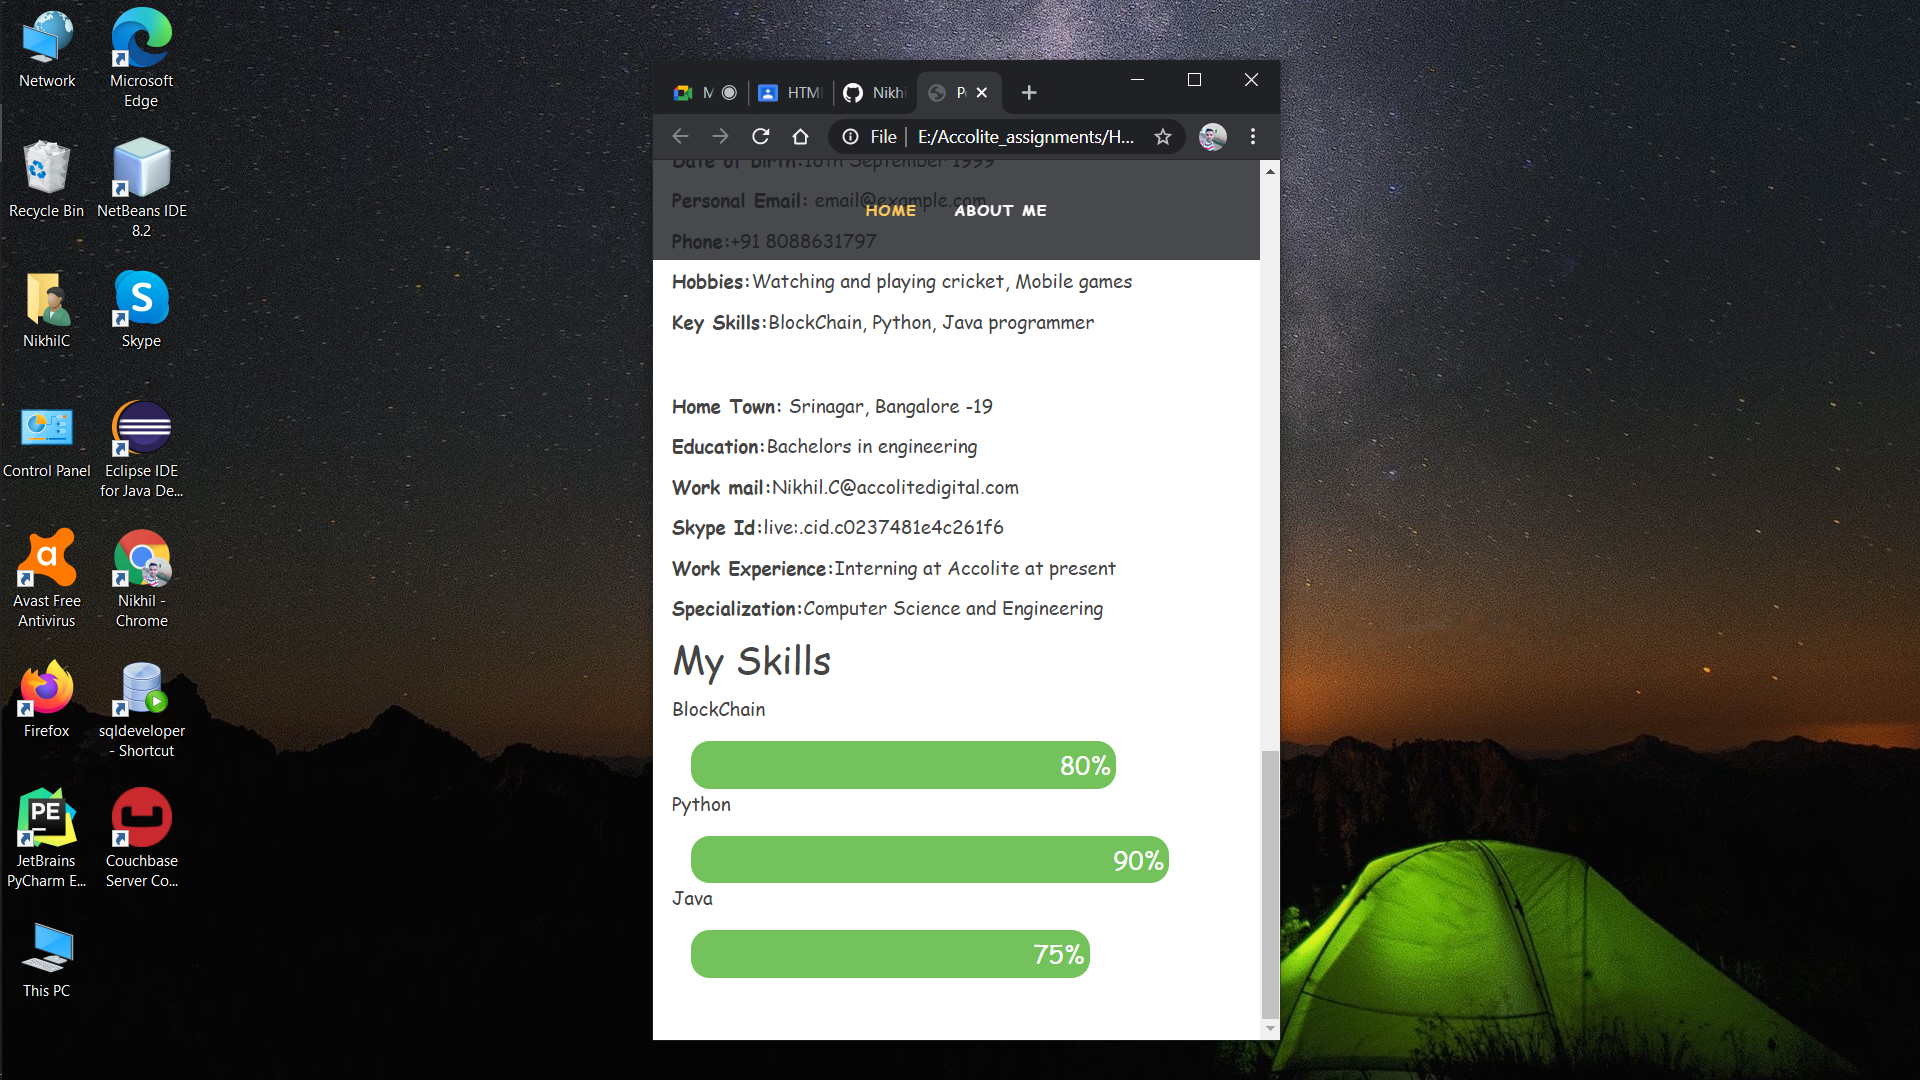 Network
Microsoft
Edge
Recycle Bin
NetBeans IDE
8.2
NikhilC
Skype
Control Panel
Eclipse IDE
for Java De...
Avast Free
Antivirus
Nikhil -
Chrome
Firefox
sqldeveloper
- Shortcut
JetBrains
PyCharm E...
Couchbase
Server Co...
This PC
M
HTM
Nikhi
P
File
E:/Accolite_assignments/H...
Date of Birth:16th September 1999
Personal Email: email@example.com
HOME
ABOUT ME
Phone:+91 8088631797
Hobbies:Watching and playing cricket, Mobile games
Key Skills:BlockChain, Python, Java programmer
Home Town: Srinagar, Bangalore -19
Education:Bachelors in engineering
Work mail:Nikhil.C@accolitedigital.com
Skype Id:live:.cid.c0237481e4c261f6
Work Experience:Interning at Accolite at present
Specialization:Computer Science and Engineering
My Skills
BlockChain
80%
Python
90%
Java
75%